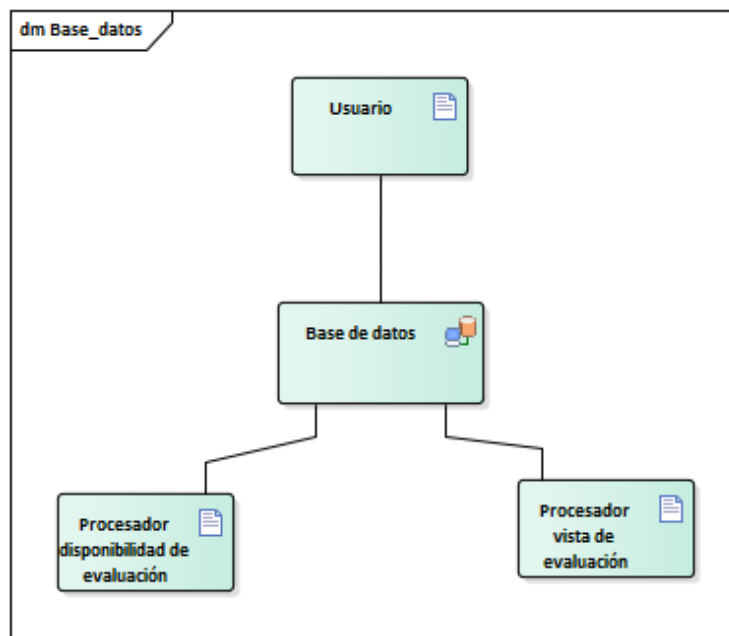 dm Base_datos
Usuario
Base de datos
Procesador
disponibilidad de
evaluación
Procesador
vista de
evaluación